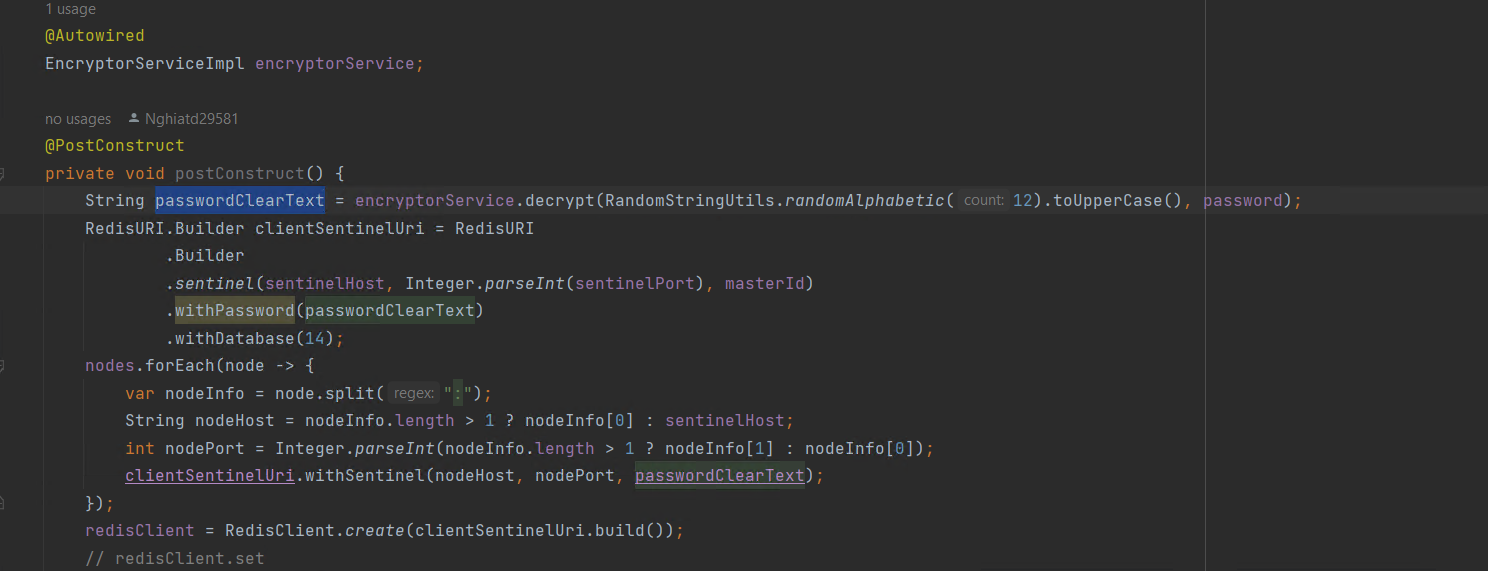 1 usage
@Autowired
EncryptorServiceImpl encryptorService;
no usages Nghiatd29581
@PostConstruct
private void postConstruct() {
String passwordClearText = encryptorService.decrypt(RandomStringUtils.randomAlphabetic( count: 12).toUpperCase(), password);
RedisURI.Builder clientSentinelUri = RedisURI
.Builder
.sentinel(sentinelHost, Integer.parseInt(sentinelPort), masterId)
.withPassword(passwordClearText)
.withDatabase(14);
nodes.forEach(node -> {
var nodeInfo = node.split( regex: ":");
String nodeHost = nodeInfo.length > 1 ? nodeInfo[0] : sentinelHost;
int nodePort = Integer.parseInt(nodeInfo.length > 1 ? nodeInfo[1] : nodeInfo[0]);
clientSentinelUri.withSentinel(nodeHost, nodePort, passwordClearText);
});
redisClient = RedisClient.create(clientSentinelUri.build());
// redisClient.set